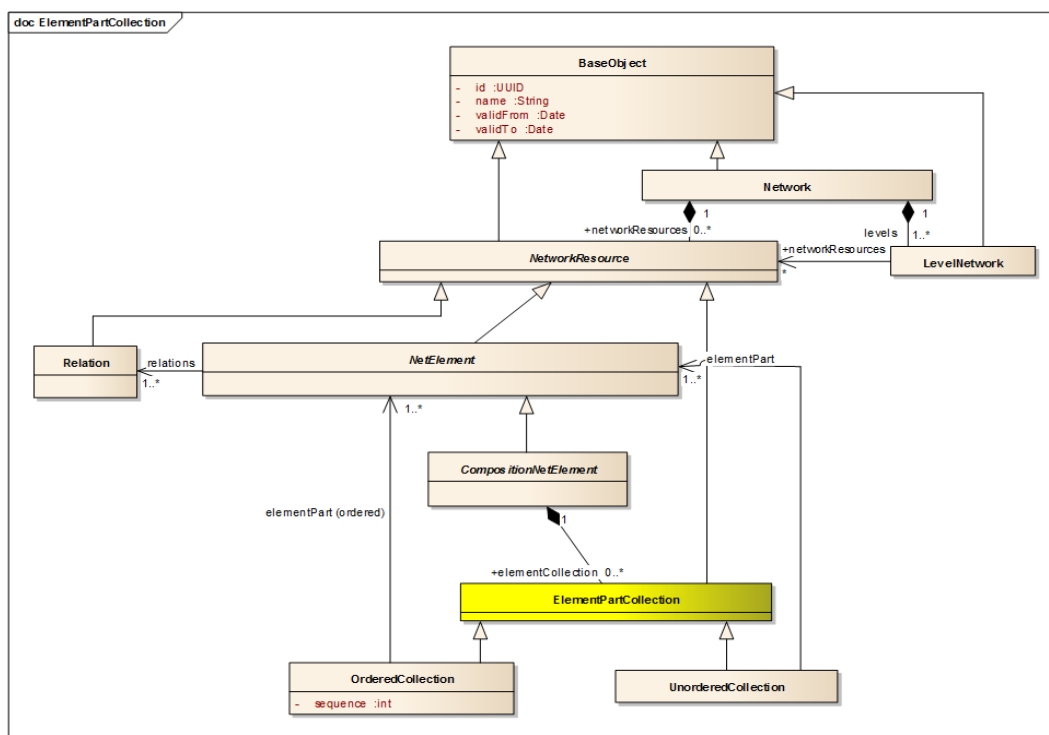 doc ElementPartCollection
BaseObject
- id :UUID
- name :String
- validFrom :Date
- validTo :Date
Network
1
1
+networkResources 0..*
levels 1..*
+networkResources
*
NetworkResource
LevelNetwork
Relation
relations
1..*
NetElement
elementPart
1..*
1..*
CompositionNetElement
elementPart (ordered)
1
+elementCollection 0..*
ElementPartCollection
OrderedCollection
- sequence :int
UnorderedCollection